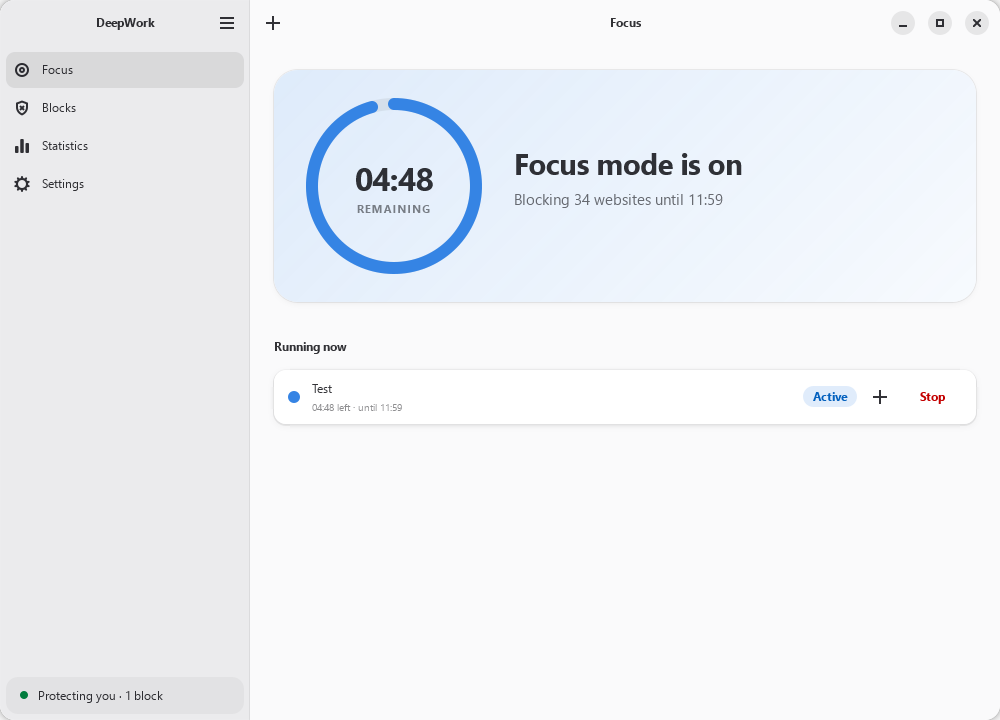 DeepWork
Focus
Blocks
Statistics
Settings
Protecting you · 1 block
Focus
04:48
REMAINING
Focus mode is on
Blocking 34 websites until 11:59
Running now
Test
04:48 left · until 11:59
Active
Stop